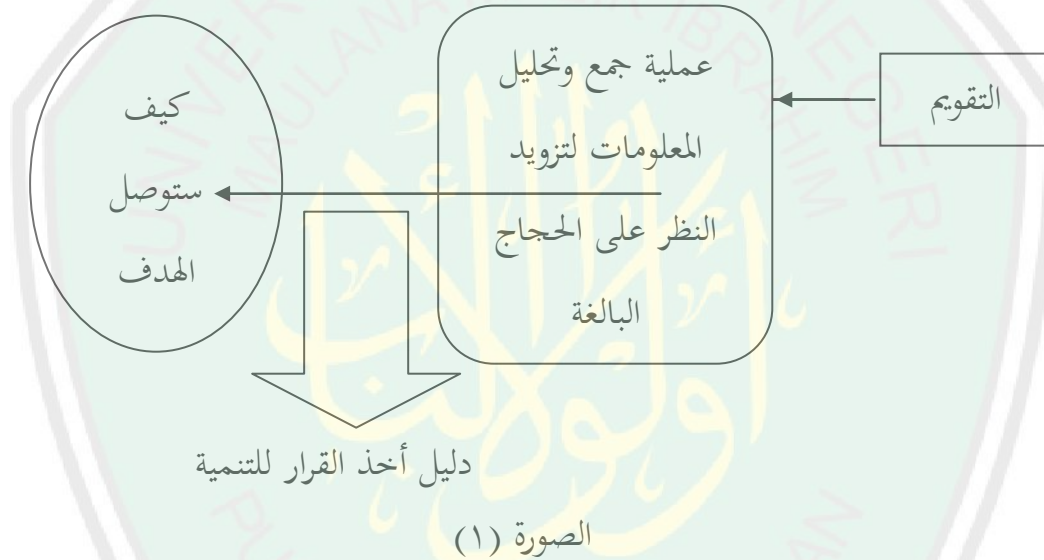 التقويم
عملية جمع وتحليل
المعلومات لتزويد
النظر على الحجاج
البالغة
كيف
ستوصل
الهدف
دليل أخذ القرار للتنمية
الصورة (١)